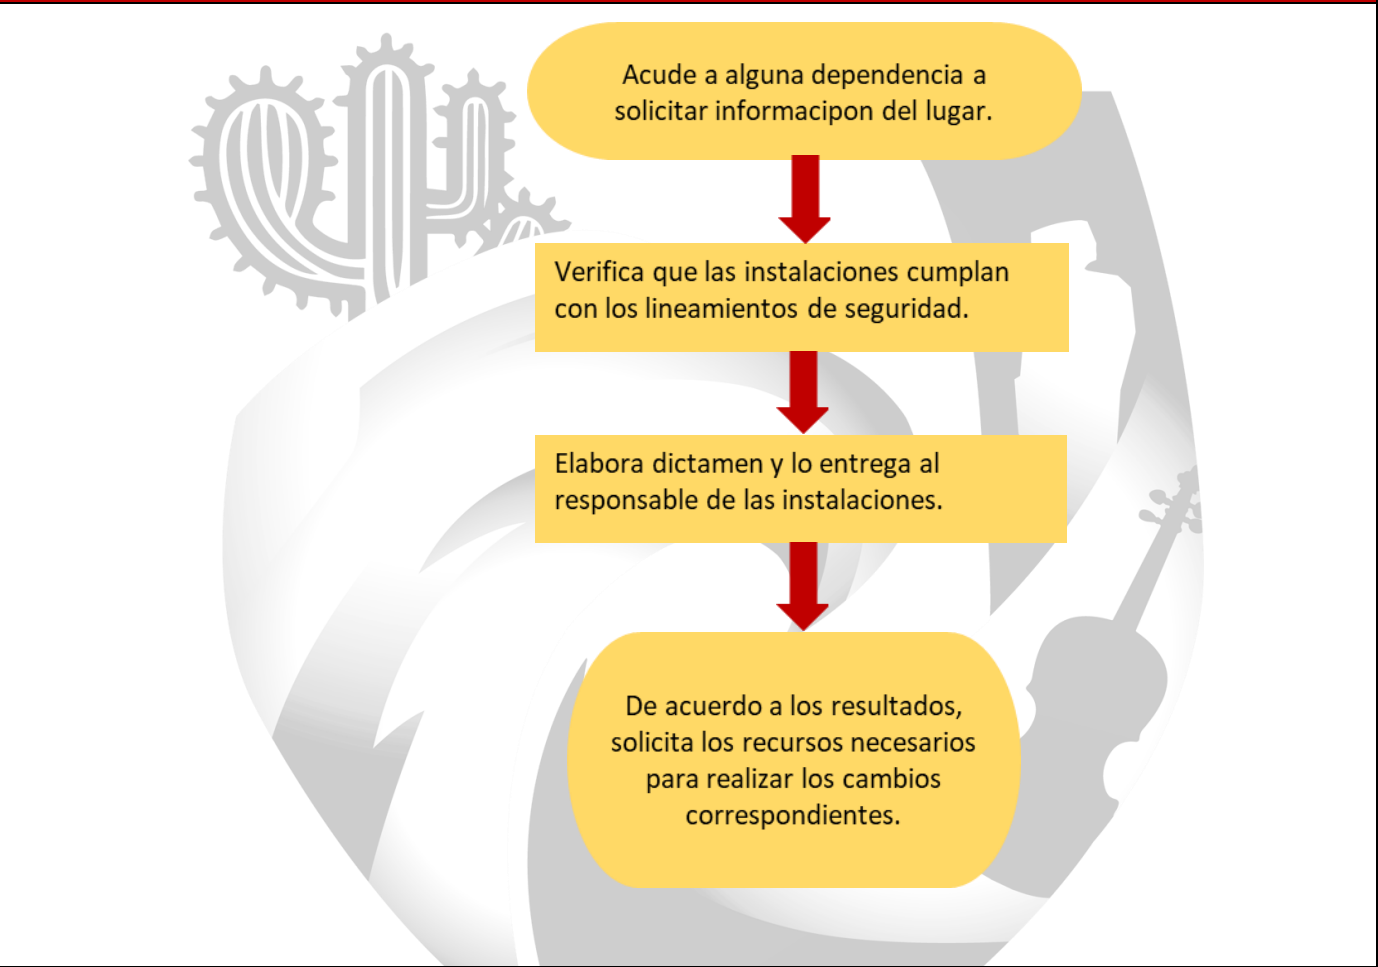 Acude a alguna dependencia a
solicitar informacipon del lugar.
Verifica que las instalaciones cumplan
con los lineamientos de seguridad.
Elabora dictamen y lo entrega al
responsable de las instalaciones.
De acuerdo a los resultados,
solicita los recursos necesarios
para realizar los cambios
correspondientes.